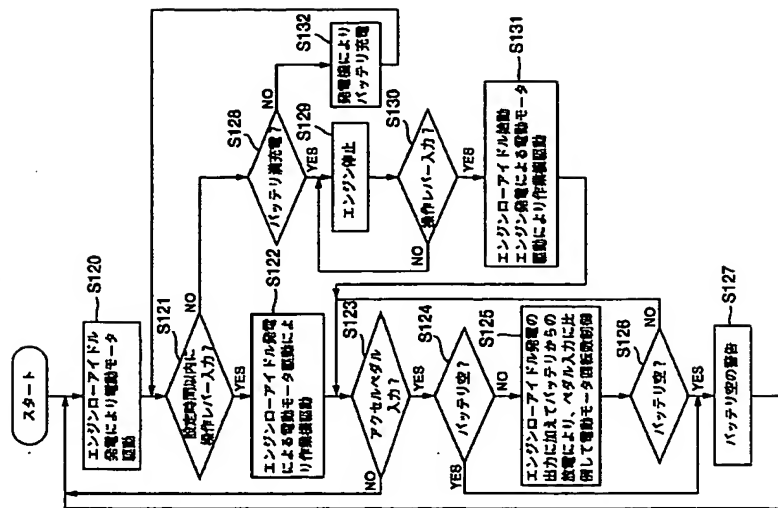 スタート
S120
エンジンローアイドル
発電により電動モータ
駆動
S121
設定時間以内に
操作レバー入力?
NO
YES
S122
エンジンローアイドル発電
による電動モータ駆動によ
り作業機駆動
S123
アクセルペダル
入力?
NO
YES
S124
バッテリ空?
YES
NO
S125
エンジンローアイドル発電の
出力に加えてバッテリからの
放電により、ペダル入力に比
例して電動モータ回転数制御
S126
バッテリ空?
NO
YES
S127
バッテリ空の警告
S128
バッテリ満充電?
NO
YES
S129
エンジン停止
S130
操作レバー入力?
NO
YES
S131
エンジンローアイドル始動
エンジン発電による電動モータ
駆動により作業機駆動
S132
発電機により
バッテリ充電